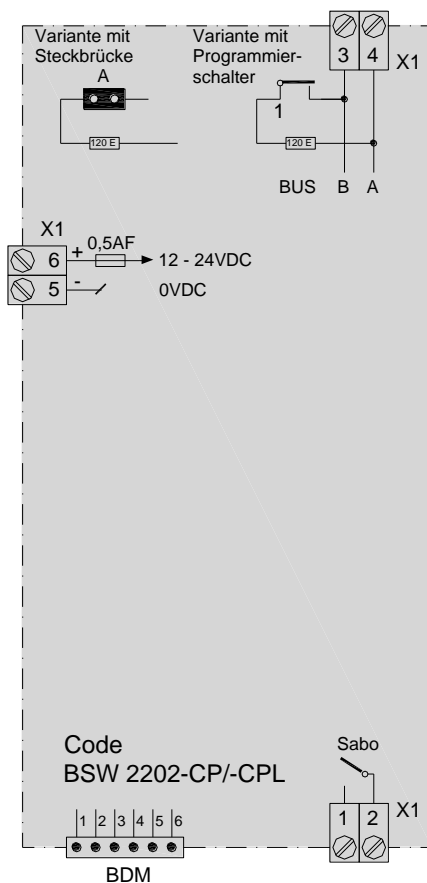 Variante mit
Steckbrücke
A
120 E
Variante mit
Programmier-
schalter
1
120 E
3 4
X1
BUS B A
X1
6 + 0,5AF 12 - 24VDC
5 - 0VDC
Code
BSW 2202-CP/-CPL
1 2 3 4 5 6
BDM
Sabo
1 2
X1